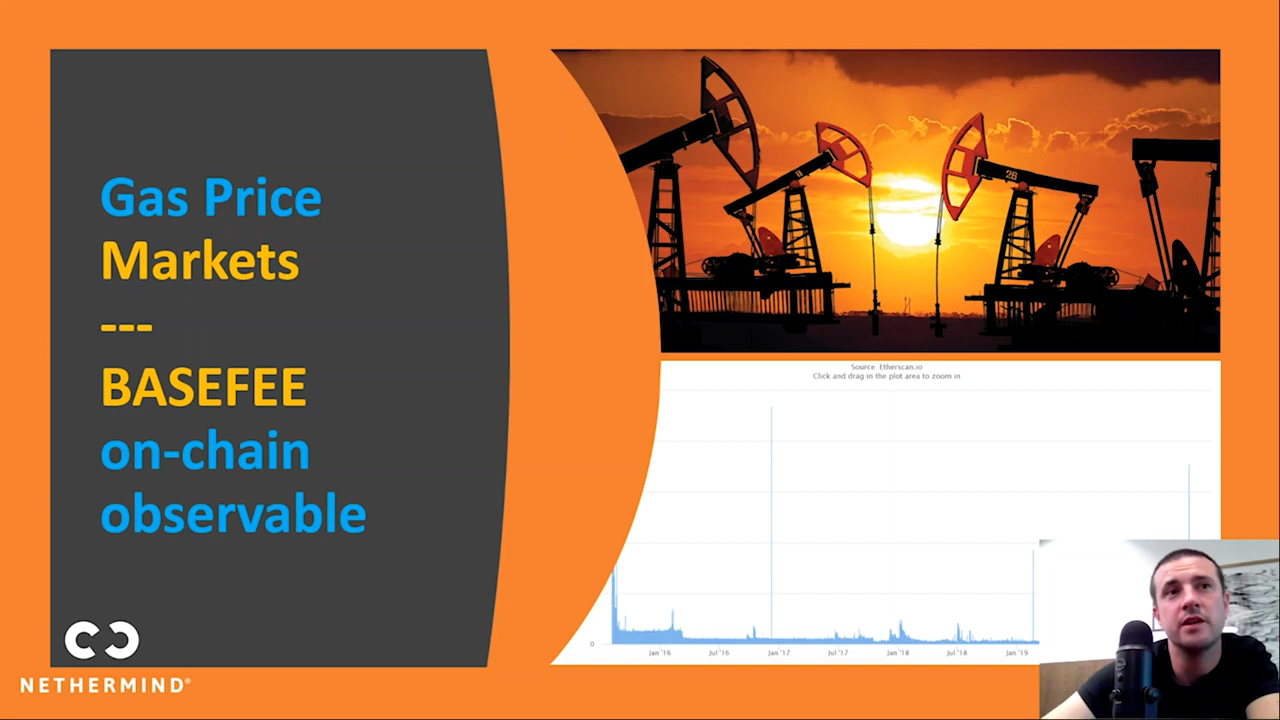 Gas Price
Markets
---
BASEFEE
on-chain
observable
NETHERMIND®
28
Source: Etherscan.io
Click and drag in the plot area to zoom in
0
Jan '16
Jul '16
Jan '17
Jul '17
Jan '18
Jul '18
Jan '19